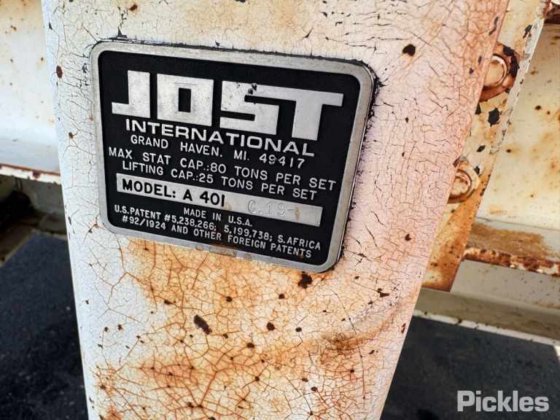 JOST
INTERNATIONAL
GRAND HAVEN, MI. 49417
MAX STAT CAP.:80 TONS PER SET
LIFTING CAP.:25 TONS PER SET
MODEL: A 401
MADE IN U.S.A.
U.S. PATENT #5,238,266; 5,199,738; S. AFRICA
#92/1924 AND OTHER FOREIGN PATENTS
Pickles